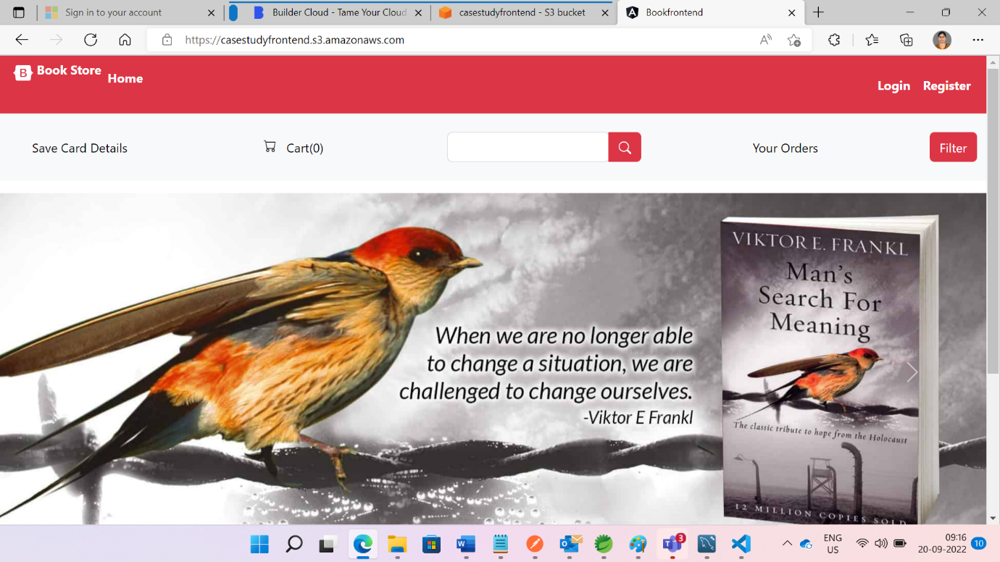 Sign in to your account
Builder Cloud - Tame Your Cloud
casestudyfrontend - S3 bucket
Bookfrontend
https://casestudyfrontend.s3.amazonaws.com
B Book Store
Home
Login
Register
Save Card Details
Cart(0)
Your Orders
Filter
When we are no longer able
to change a situation, we are
challenged to change ourselves.
-Viktor E Frankl
VIKTOR E. FRANKL
Man's
Search For
Meaning
The classic tribute to hope from the Holocaust
12 MILLION COPIES SOLD
3
ENG
US
09:16
20-09-2022
10